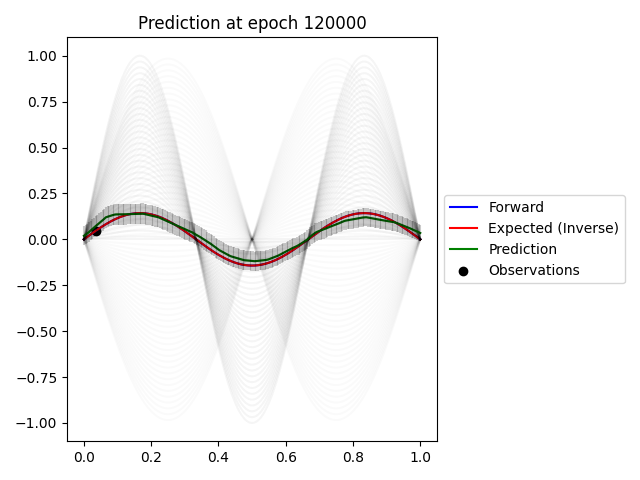 Prediction at epoch 120000
1.00
0.75
0.50
0.25
0.00
−0.25
−0.50
−0.75
−1.00
0.0 0.2 0.4 0.6 0.8 1.0
Forward
Expected (Inverse)
Prediction
Observations